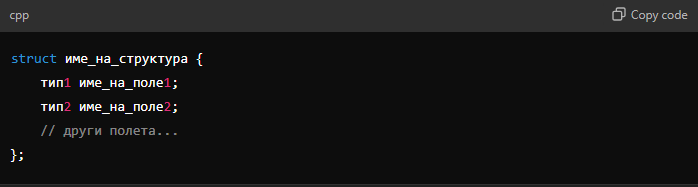 cpp
Copy code
struct име_на_структура {
    тип1 име_на_поле1;
    тип2 име_на_поле2;
    // други полета...
};